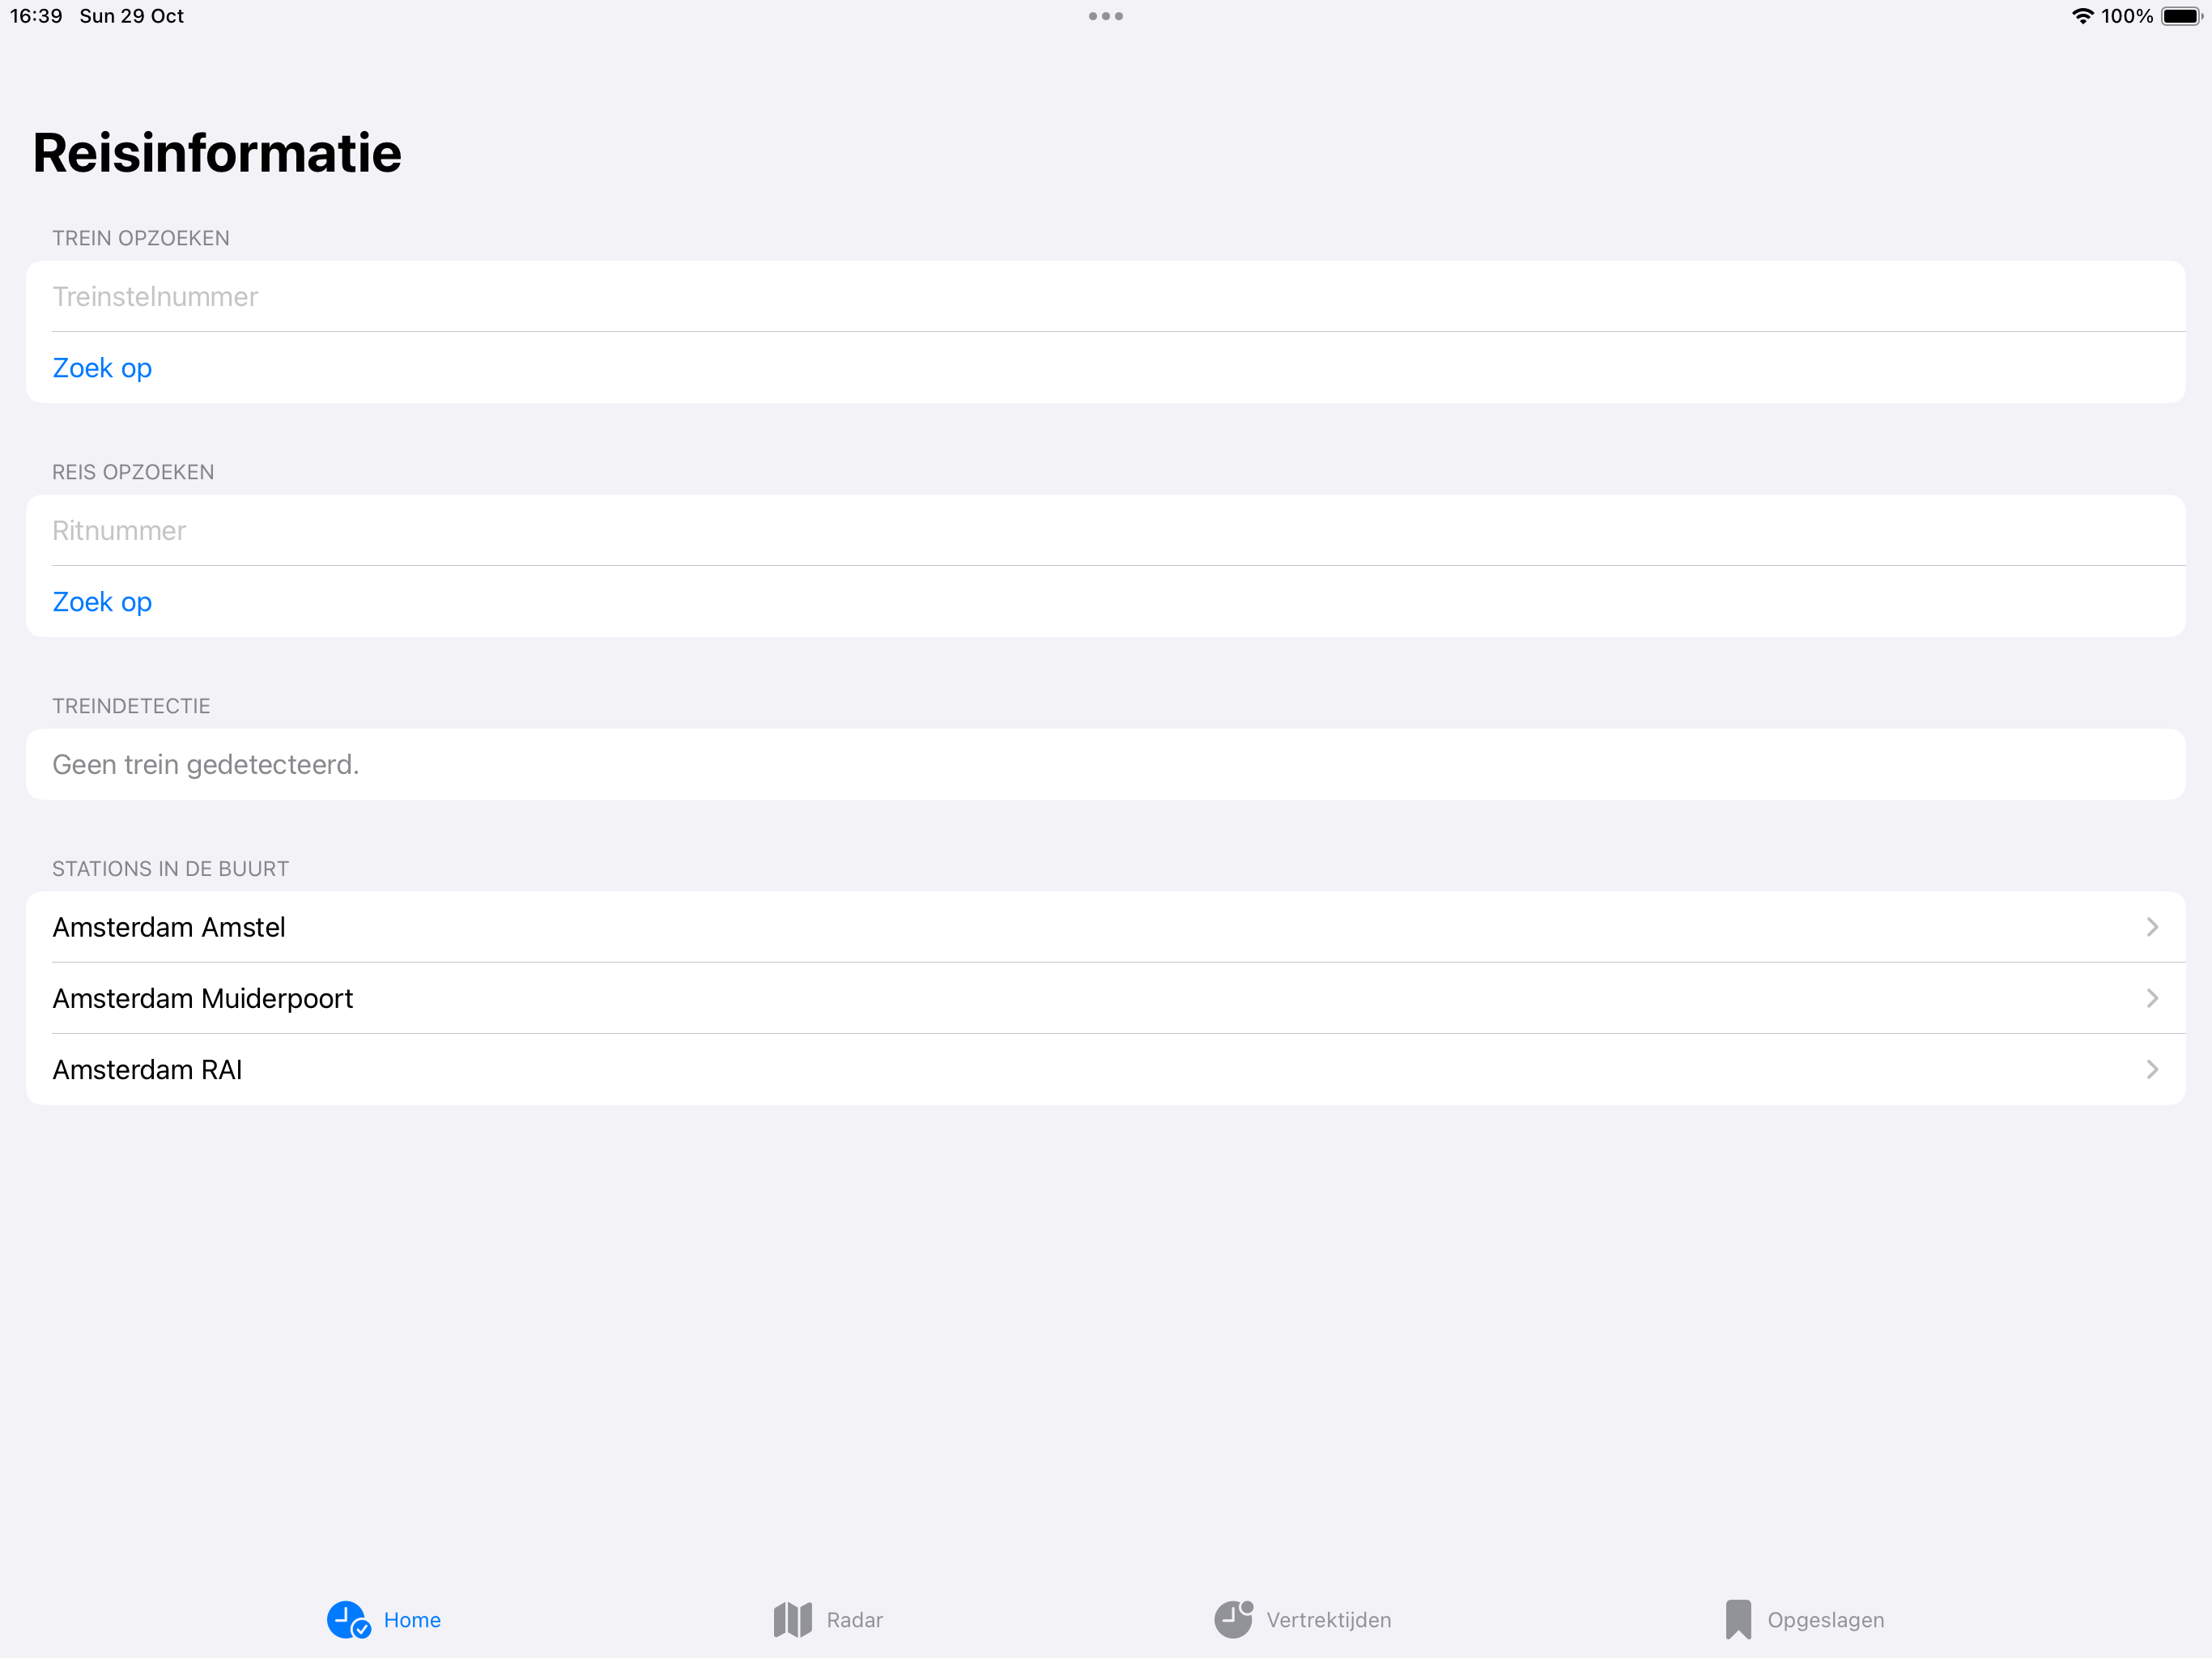 16:39 Sun 29 Oct
100%
Reisinformatie
TREIN OPZOEKEN
Treinstelnummer
Zoek op
REIS OPZOEKEN
Ritnummer
Zoek op
TREINDETECTIE
Geen trein gedetecteerd.
STATIONS IN DE BUURT
Amsterdam Amstel
Amsterdam Muiderpoort
Amsterdam RAI
Home
Radar
Vertrektijden
Opgeslagen